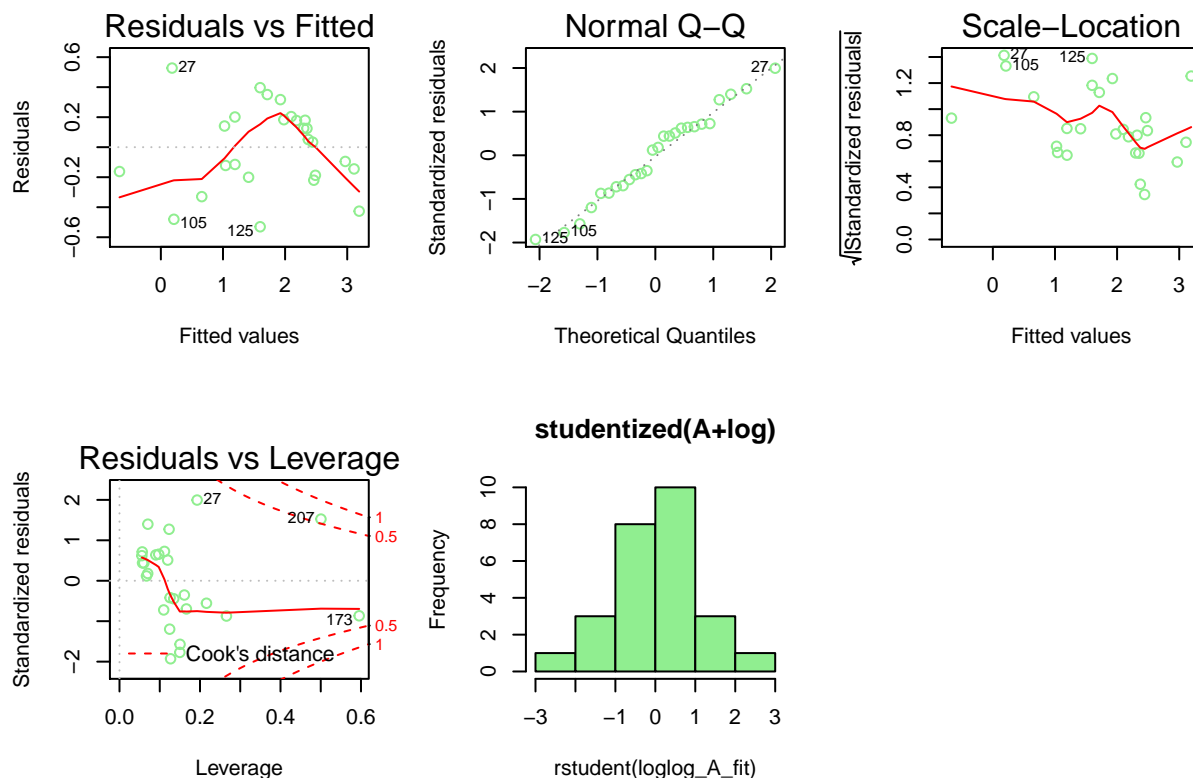 Residuals vs Fitted
Residuals
0.6
0.2
−0.2
−0.6
27
105
125
0 1 2 3
Fitted values
Normal Q−Q
Standardized residuals
2
1
0
−1
−2
27
125
105
−2 −1 0 1 2
Theoretical Quantiles
Scale−Location
√|Standardized residuals|
1.2
0.8
0.4
0.0
27
105
125
0 1 2 3
Fitted values
Residuals vs Leverage
Standardized residuals
2
1
0
−2
27
207
173
1
0.5
0.5
1
Cook's distance
0.0 0.2 0.4 0.6
Leverage
studentized(A+log)
Frequency
10
8
6
4
2
0
−3 −2 −1 0 1 2 3
rstudent(loglog_A_fit)